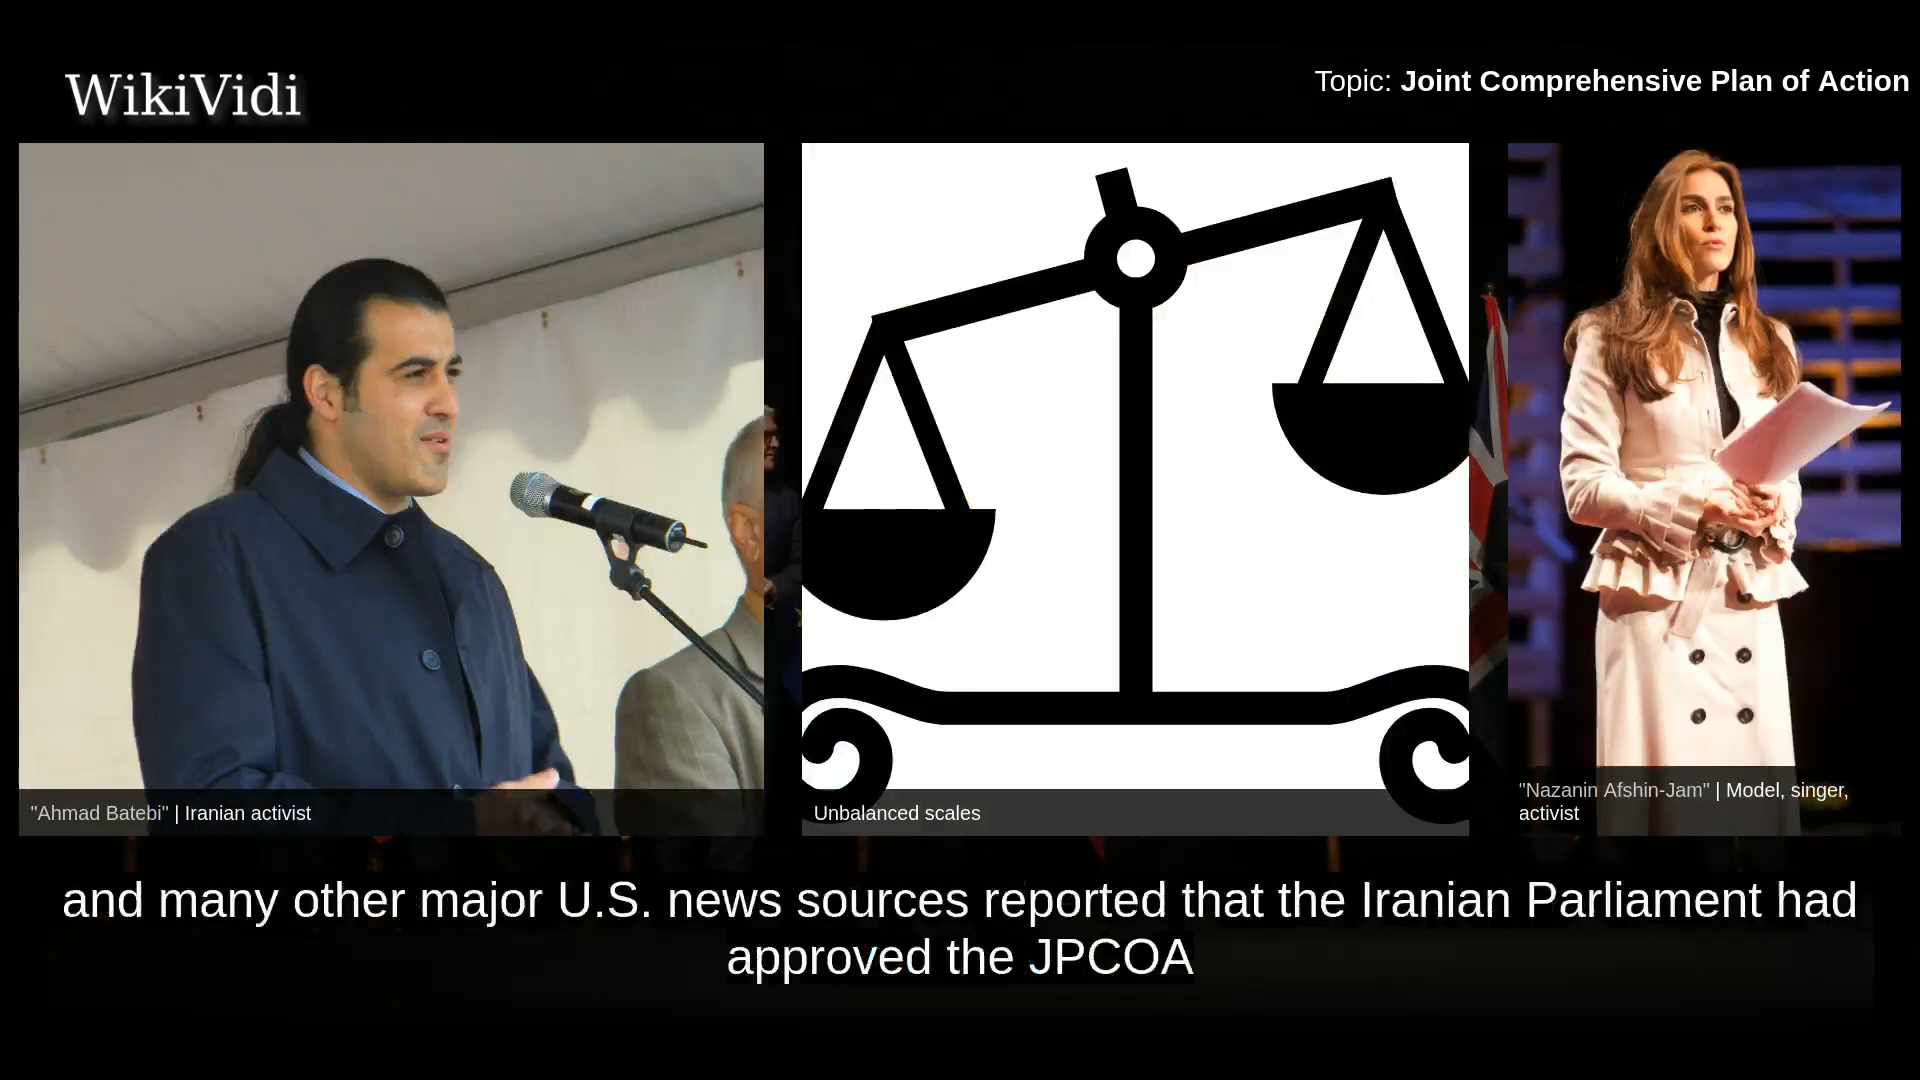 WikiVidi
Topic: Joint Comprehensive Plan of Action
"Ahmad Batebi" | Iranian activist
Unbalanced scales
"Nazanin Afshin-Jam" | Model, singer,
activist
and many other major U.S. news sources reported that the Iranian Parliament had
approved the JPCOA